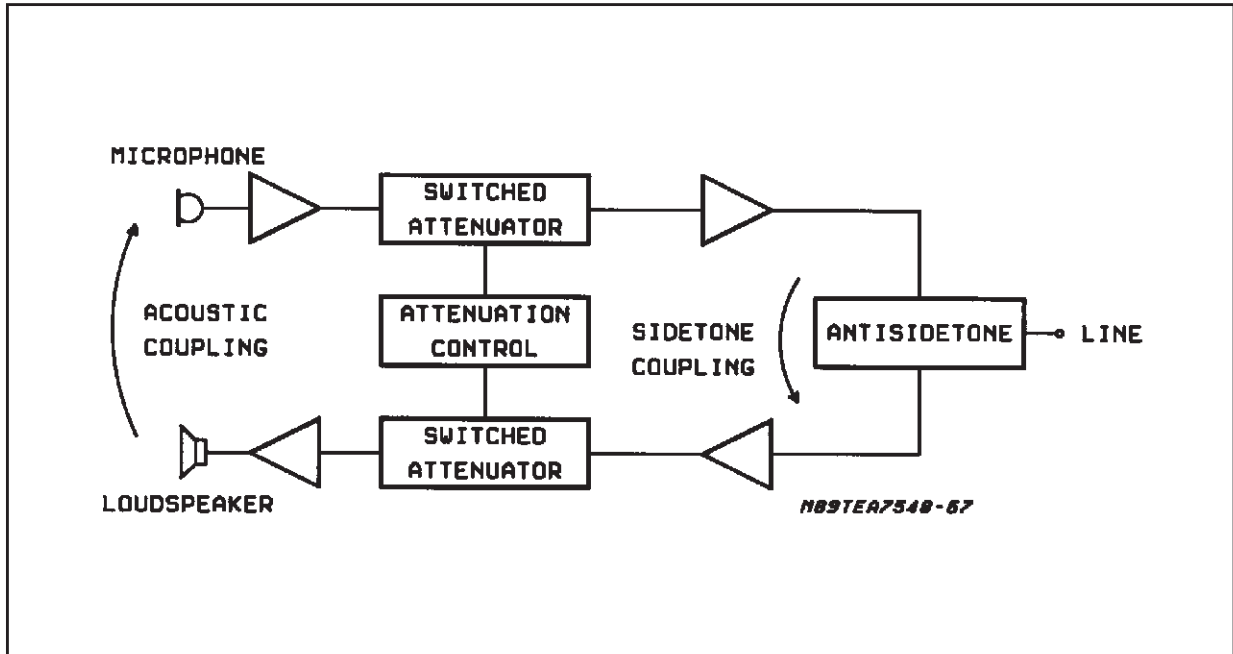 MICROPHONE
SWITCHED
ATTENUATOR
ACOUSTIC
COUPLING
ATTENUATION
CONTROL
SIDETONE
COUPLING
ANTISIDETONE
LINE
SWITCHED
ATTENUATOR
LOUDSPEAKER
M89TEA7540-67